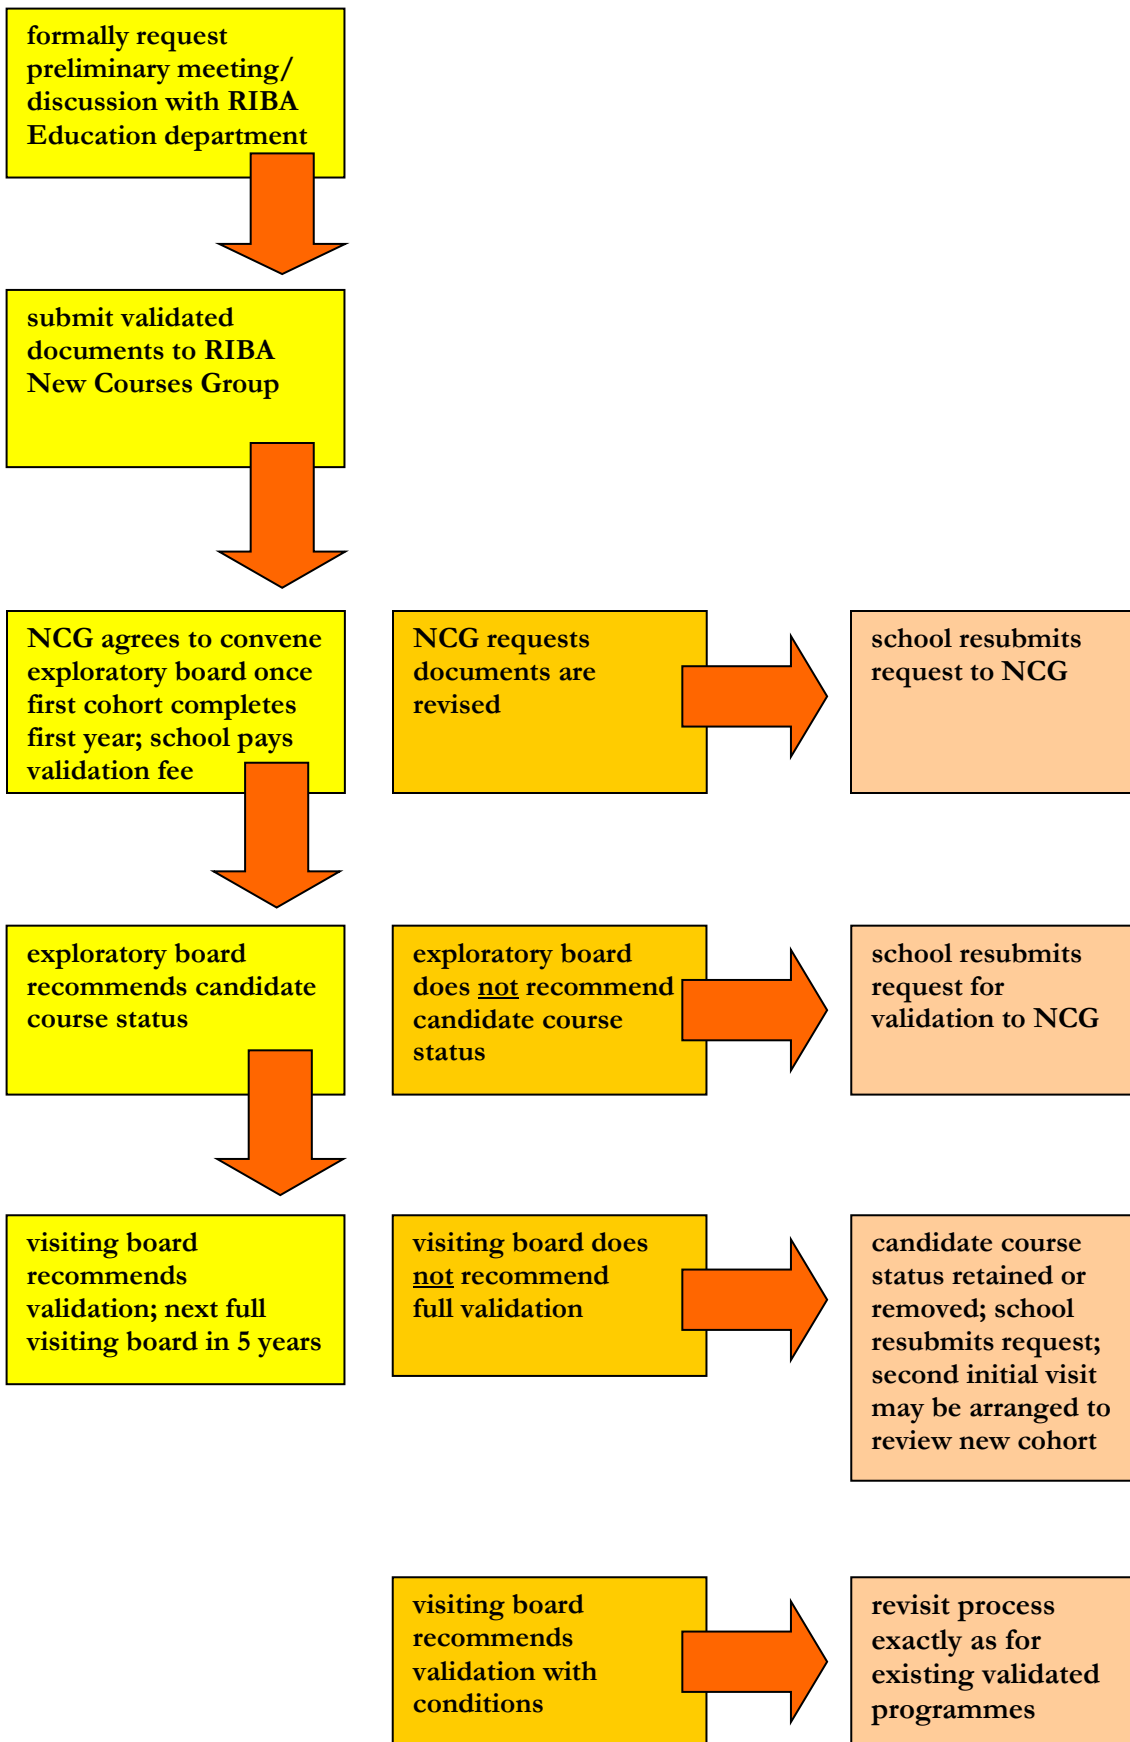 formally request
preliminary meeting/
discussion with RIBA
Education department
submit validated
documents to RIBA
New Courses Group
NCG agrees to convene
exploratory board once
first cohort completes
first year; school pays
validation fee
NCG requests
documents are
revised
school resubmits
request to NCG
exploratory board
recommends candidate
course status
exploratory board
does not recommend
candidate course
status
school resubmits
request for
validation to NCG
visiting board
recommends
validation; next full
visiting board in 5 years
visiting board does
not recommend
full validation
candidate course
status retained or
removed; school
resubmits request;
second initial visit
may be arranged to
review new cohort
visiting board
recommends
validation with
conditions
revisit process
exactly as for
existing validated
programmes